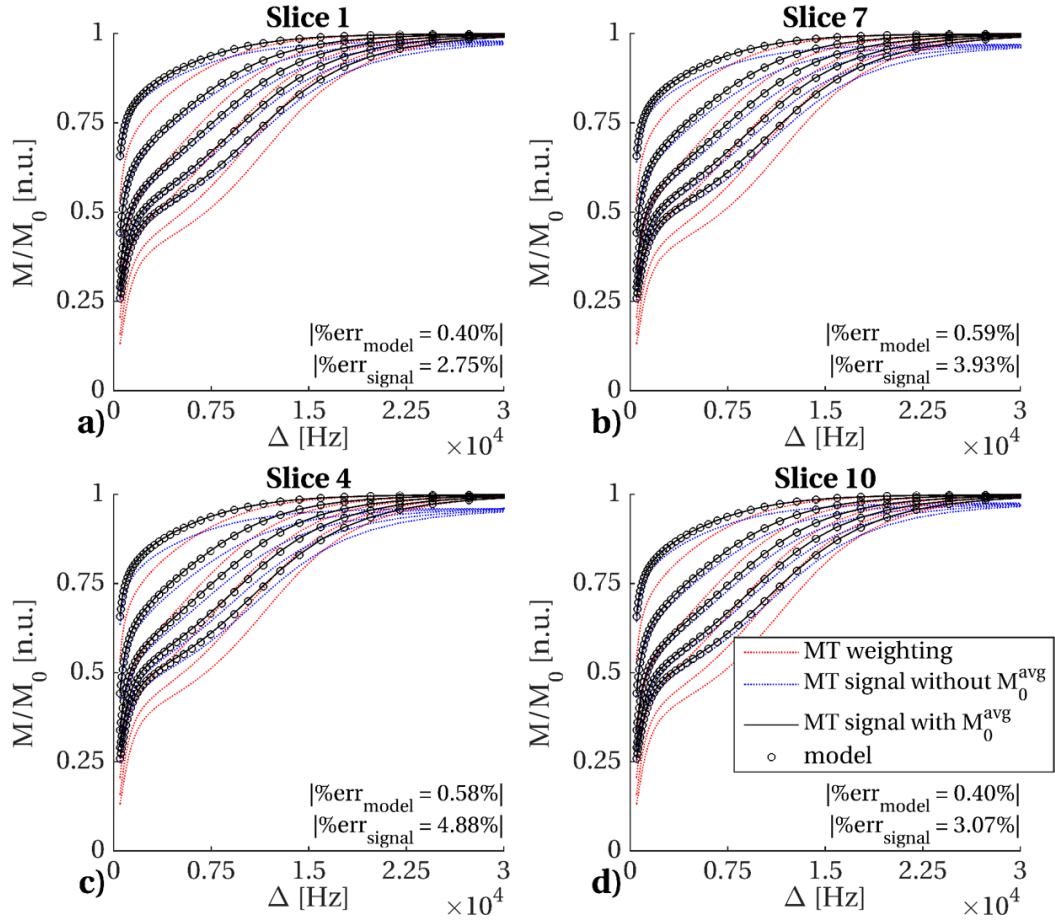 Slice 1
M/M0 [n.u.]
1
0.75
0.5
0.25
0
|%errmodel = 0.40%|
|%errsignal = 2.75%|
0 0.75 1.5 2.25 3
Δ [Hz]
×10^4
a)
Slice 7
M/M0 [n.u.]
1
0.75
0.5
0.25
0
|%errmodel = 0.59%|
|%errsignal = 3.93%|
0 0.75 1.5 2.25 3
Δ [Hz]
×10^4
b)
Slice 4
M/M0 [n.u.]
1
0.75
0.5
0.25
0
|%errmodel = 0.58%|
|%errsignal = 4.88%|
0 0.75 1.5 2.25 3
Δ [Hz]
×10^4
c)
Slice 10
M/M0 [n.u.]
1
0.75
0.5
0.25
0
MT weighting
MT signal without M0^avg
MT signal with M0^avg
model
|%errmodel = 0.40%|
|%errsignal = 3.07%|
0 0.75 1.5 2.25 3
Δ [Hz]
×10^4
d)